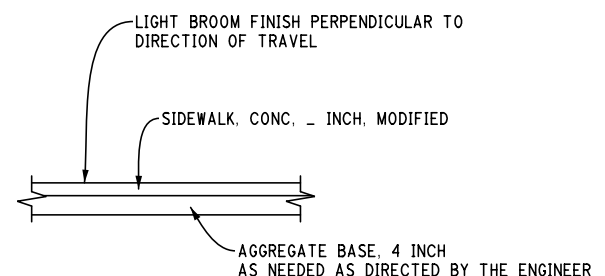 LIGHT BROOM FINISH PERPENDICULAR TO
DIRECTION OF TRAVEL
SIDEWALK, CONC, _ INCH, MODIFIED
AGGREGATE BASE, 4 INCH
AS NEEDED AS DIRECTED BY THE ENGINEER